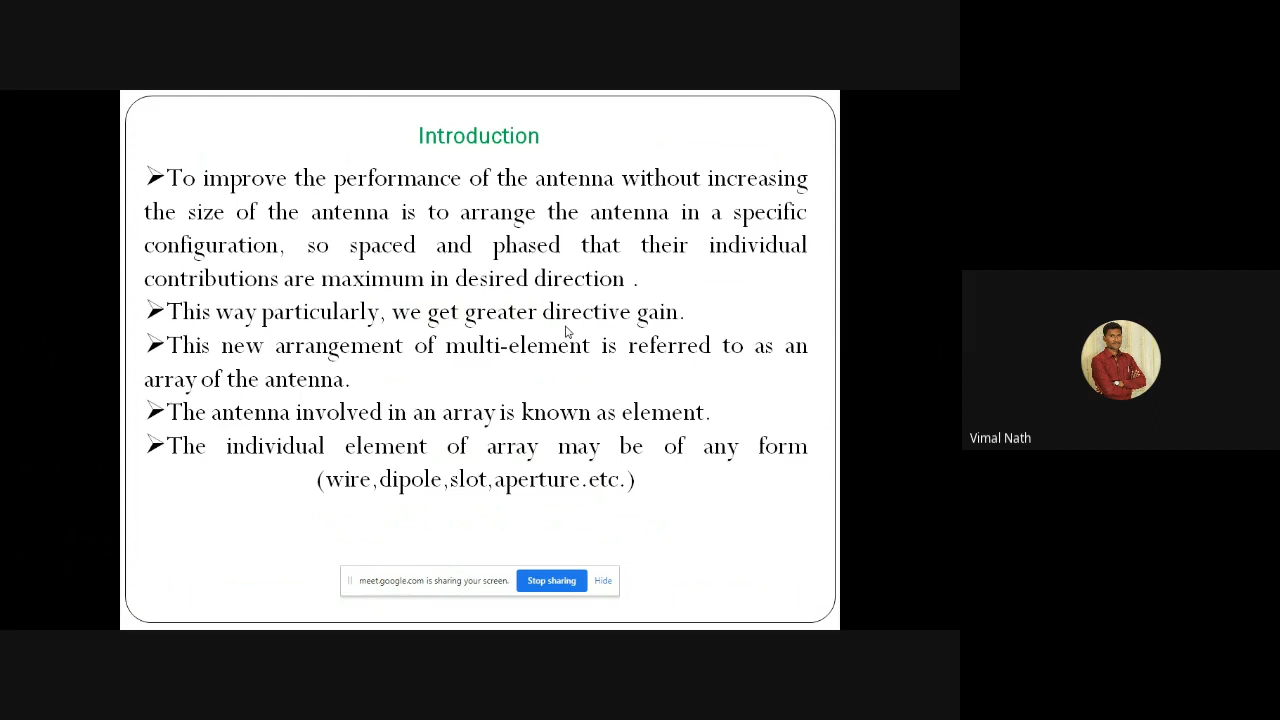 Introduction
➢To improve the performance of the antenna without increasing
the size of the antenna is to arrange the antenna in a specific
configuration, so spaced and phased that their individual
contributions are maximum in desired direction .
➢This way particularly, we get greater directive gain.
➢This new arrangement of multi-element is referred to as an
array of the antenna.
➢The antenna involved in an array is known as element.
➢The individual element of array may be of any form
(wire,dipole,slot,aperture.etc.)
meet.google.com is sharing your screen. Stop sharing Hide
Vimal Nath